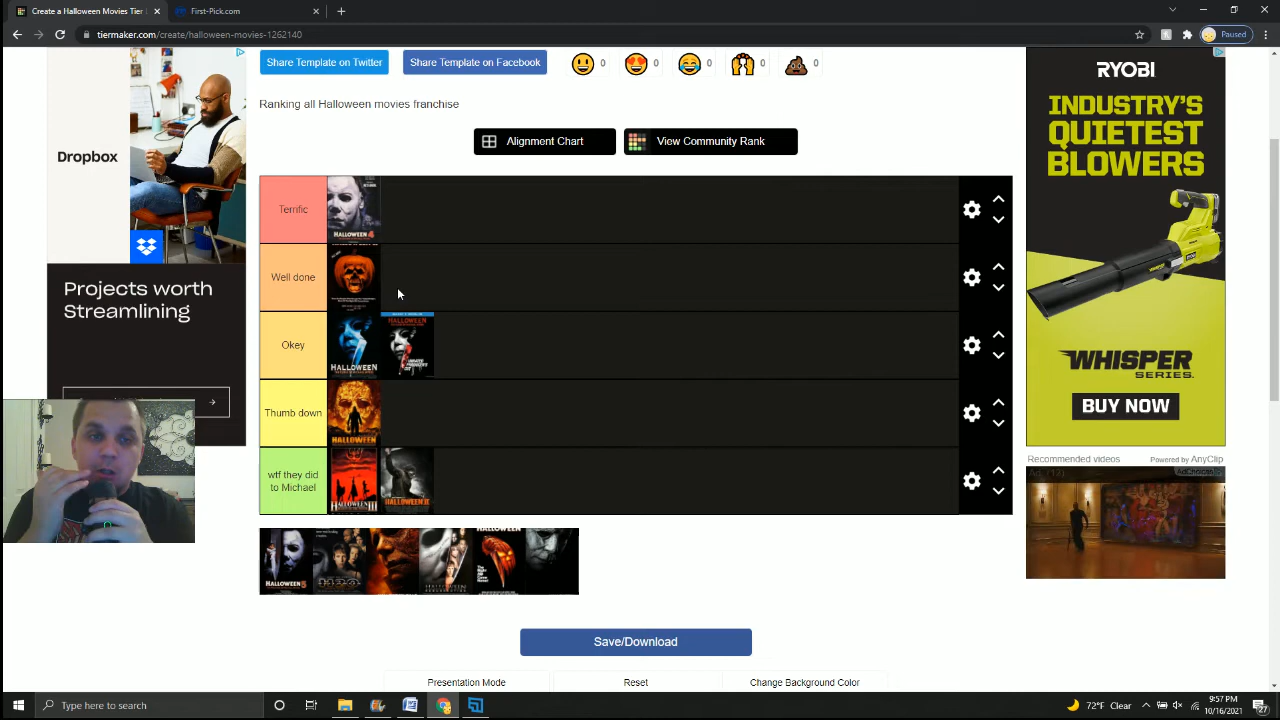 Create a Halloween Movies Tier
First-Pick.com
tiermaker.com/create/halloween-movies-1262140
Paused
Share Template on Twitter
Share Template on Facebook
0
0
0
0
0
Ranking all Halloween movies franchise
Alignment Chart
View Community Rank
Dropbox
Projects worth
Streamlining
Terrific
HALLOWEEN 4
Well done
Okey
HALLOWEEN
HALLOWEEN
Thumb down
HALLOWEEN
wtf they did
to Michael
HALLOWEEN III
HALLOWEEN II
HALLOWEEN 5
H20
HALLOWEEN
Save/Download
Presentation Mode
Reset
Change Background Color
RYOBI
INDUSTRY'S
QUIETEST
BLOWERS
WHISPER
SERIES
BUY NOW
Recommended videos
Powered by AnyClip
AdChoices
Type here to search
72°F Clear
9:57 PM
10/16/2021
27